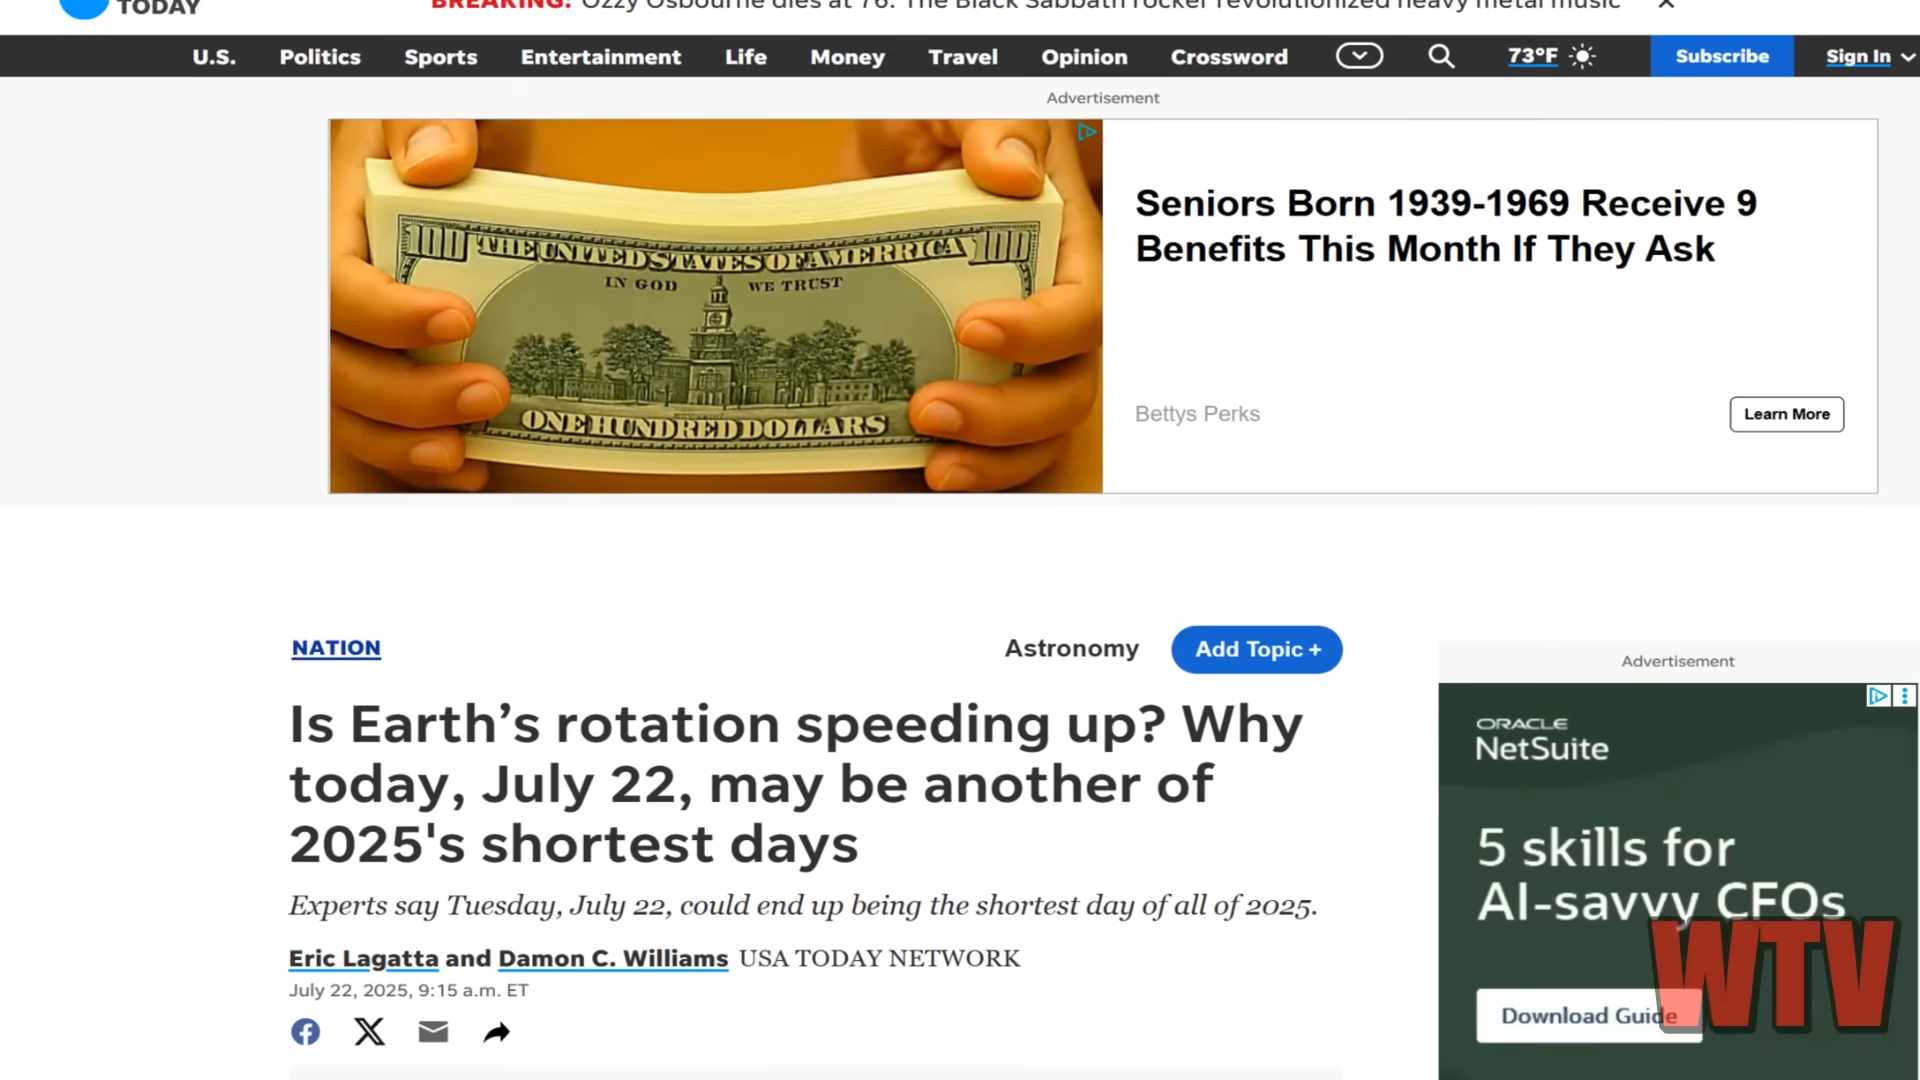 TODAY
BREAKING: Ozzy Osbourne dies at 76: The Black Sabbath rocker revolutionized heavy metal music
U.S. Politics Sports Entertainment Life Money Travel Opinion Crossword 73°F Subscribe Sign In
Advertisement
100 THE UNITED STATES OF AMERICA 100
IN GOD WE TRUST
ONE HUNDRED DOLLARS
Seniors Born 1939-1969 Receive 9
Benefits This Month If They Ask
Bettys Perks
Learn More
NATION
Astronomy
Add Topic +
Is Earth’s rotation speeding up? Why
today, July 22, may be another of
2025's shortest days
Experts say Tuesday, July 22, could end up being the shortest day of all of 2025.
Eric Lagatta and Damon C. Williams USA TODAY NETWORK
July 22, 2025, 9:15 a.m. ET
Advertisement
ORACLE
NetSuite
5 skills for
AI-savvy CFOs
Download Guide
WTV